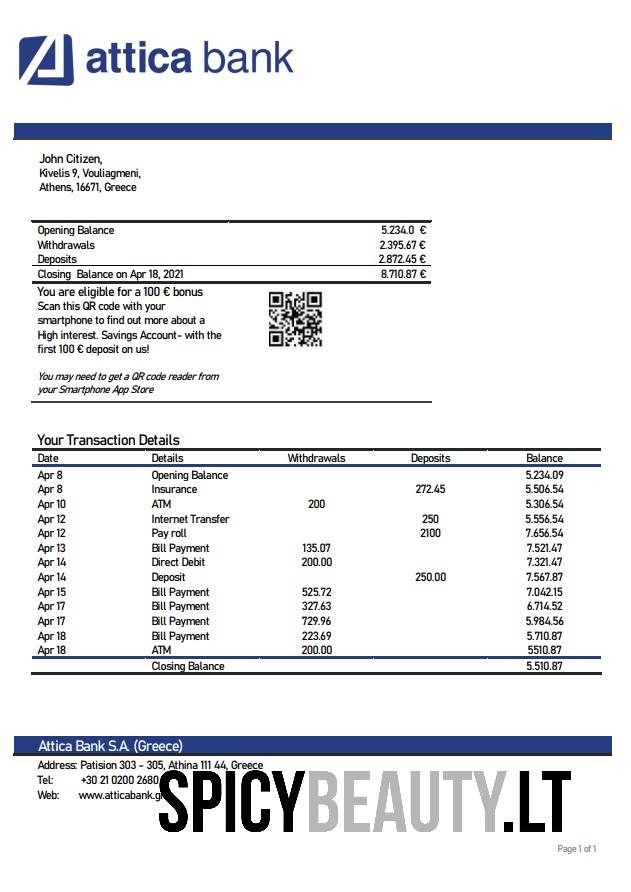 attica bank
John Citizen,
Kivelis 9, Vouliagmeni,
Athens, 16671, Greece
Opening Balance 5.234.0 €
Withdrawals 2.395.67 €
Deposits 2.872.45 €
Closing Balance on Apr 18, 2021 8.710.87 €
You are eligible for a 100 € bonus
Scan this QR code with your
smartphone to find out more about a
High interest. Savings Account- with the
first 100 € deposit on us!
You may need to get a QR code reader from
your Smartphone App Store
Your Transaction Details
Date Details Withdrawals Deposits Balance
Apr 8 Opening Balance 5.234.09
Apr 8 Insurance 272.45 5.506.54
Apr 10 ATM 200 5.306.54
Apr 12 Internet Transfer 250 5.556.54
Apr 12 Pay roll 2100 7.656.54
Apr 13 Bill Payment 135.07 7.521.47
Apr 14 Direct Debit 200.00 7.321.47
Apr 14 Deposit 250.00 7.567.87
Apr 15 Bill Payment 525.72 7.042.15
Apr 17 Bill Payment 327.63 6.714.52
Apr 17 Bill Payment 729.96 5.984.56
Apr 18 Bill Payment 223.69 5.710.87
Apr 18 ATM 200.00 5510.87
Closing Balance 5.510.87
Attica Bank S.A. (Greece)
Address: Patision 303 - 305, Athina 111 44, Greece
Tel: +30 21 0200 2680
Web: www.atticabank.gr
SPICYBEAUTY.LT
Page 1 of 1